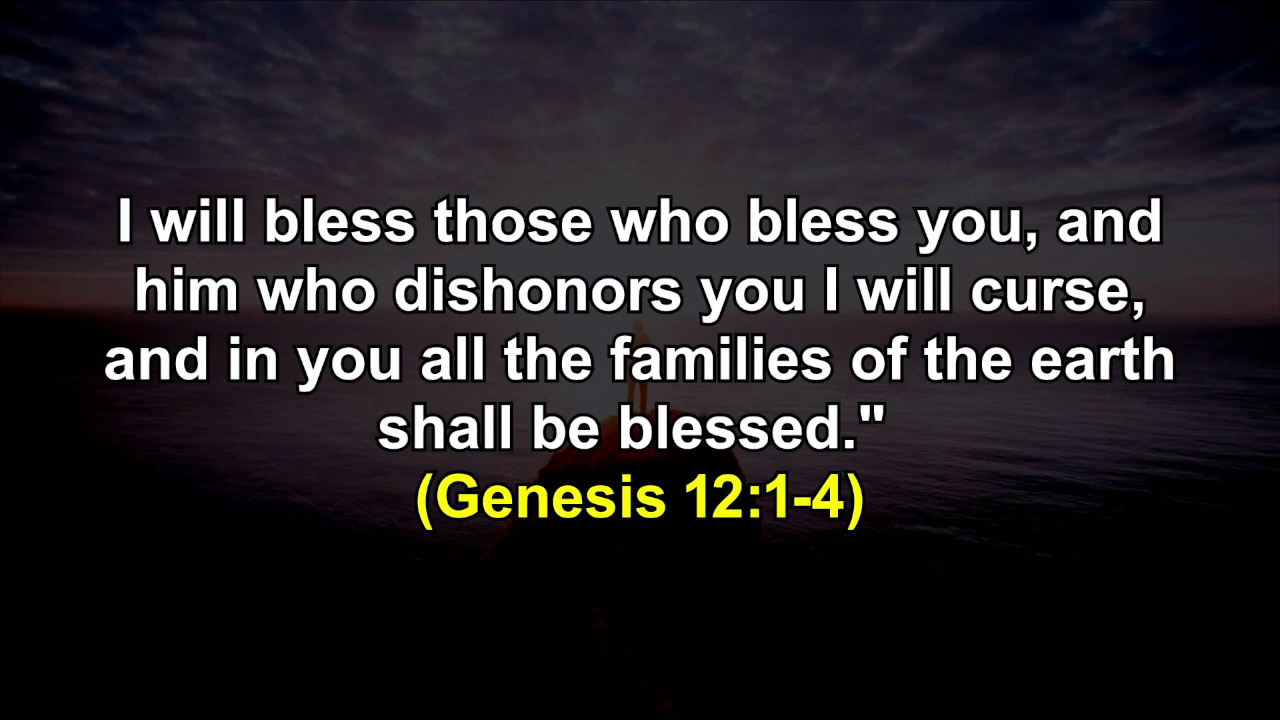 I will bless those who bless you, and
him who dishonors you I will curse,
and in you all the families of the earth
shall be blessed."
(Genesis 12:1-4)